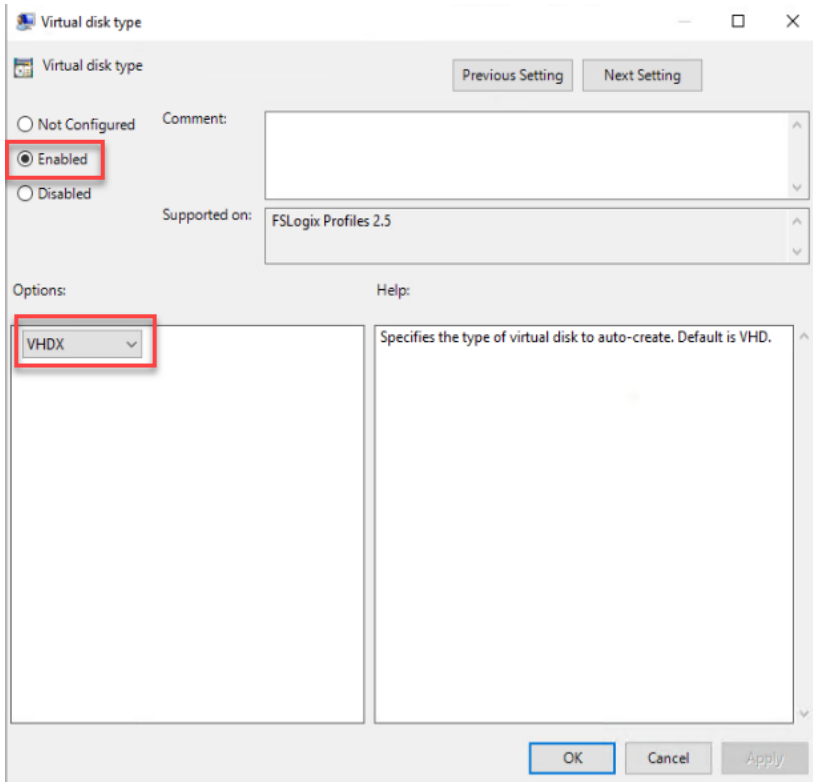 Virtual disk type
Virtual disk type
Previous Setting
Next Setting
Not Configured
Comment:
Enabled
Disabled
Supported on:
FSLogix Profiles 2.5
Options:
Help:
VHDX
Specifies the type of virtual disk to auto-create. Default is VHD.
OK
Cancel
Apply